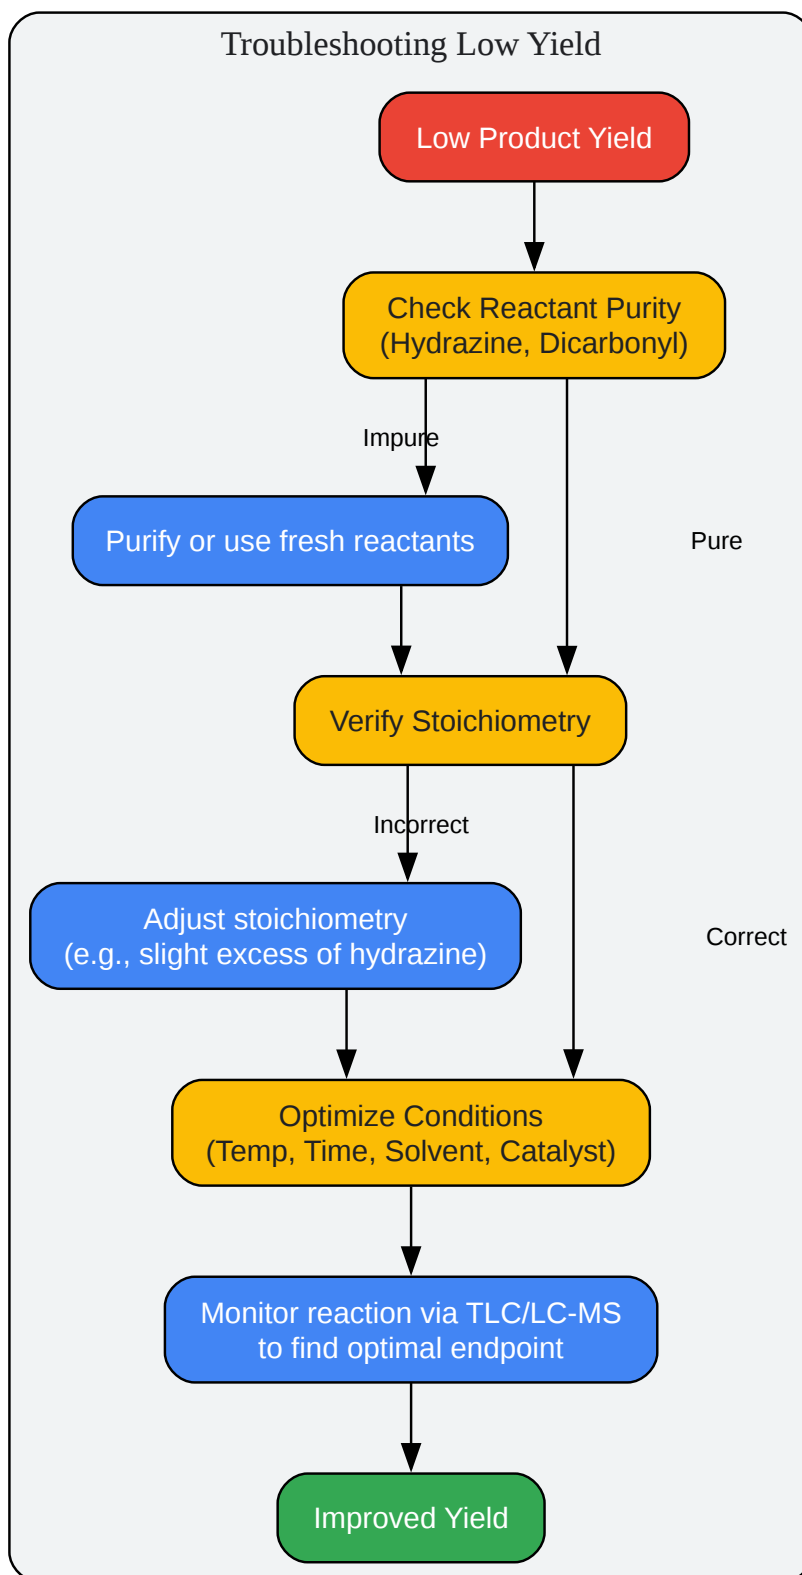 Troubleshooting Low Yield
Low Product Yield
Check Reactant Purity
(Hydrazine, Dicarbonyl)
Impure
Purify or use fresh reactants
Pure
Verify Stoichiometry
Incorrect
Adjust stoichiometry
(e.g., slight excess of hydrazine)
Correct
Optimize Conditions
(Temp, Time, Solvent, Catalyst)
Monitor reaction via TLC/LC-MS
to find optimal endpoint
Improved Yield